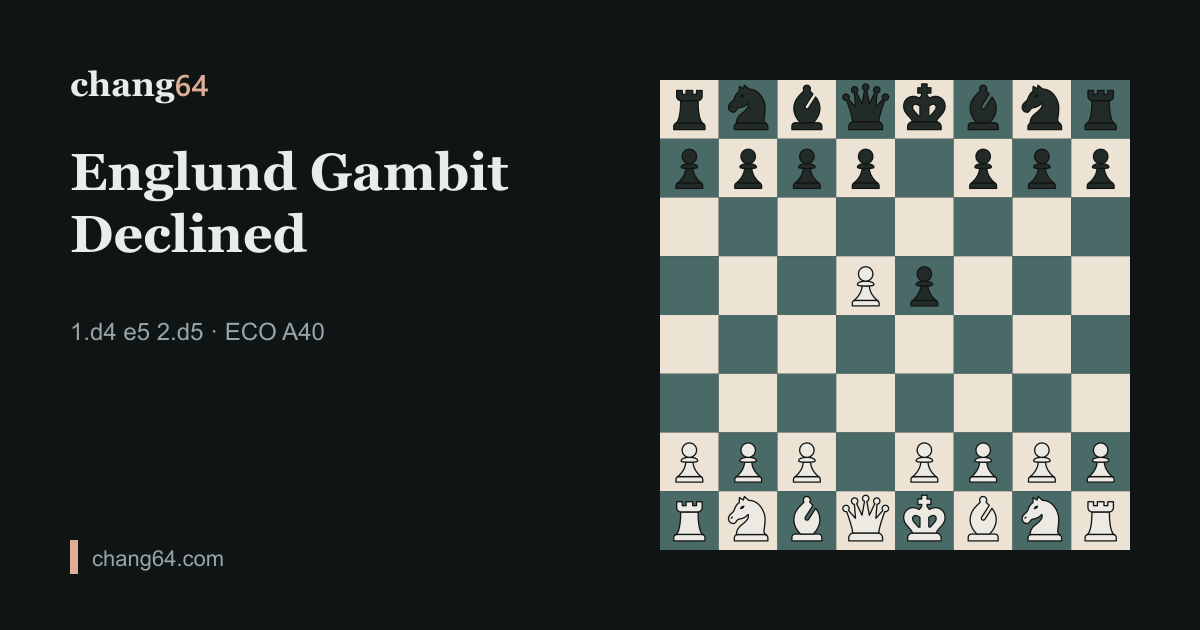 chang64
Englund Gambit
Declined
1.d4 e5 2.d5 · ECO A40
chang64.com